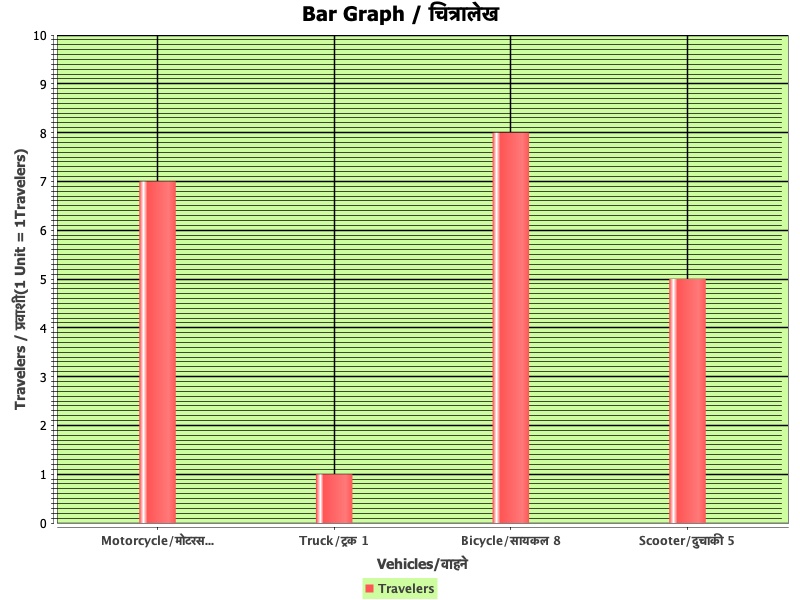 Bar Graph / चित्रालेख
Travelers / प्रवाशी(1 Unit = 1Travelers)
10
9
8
7
6
5
4
3
2
1
0
Motorcycle/मोटरस... Truck/ट्रक 1 Bicycle/सायकल 8 Scooter/दुचाकी 5
Vehicles/वाहने
Travelers